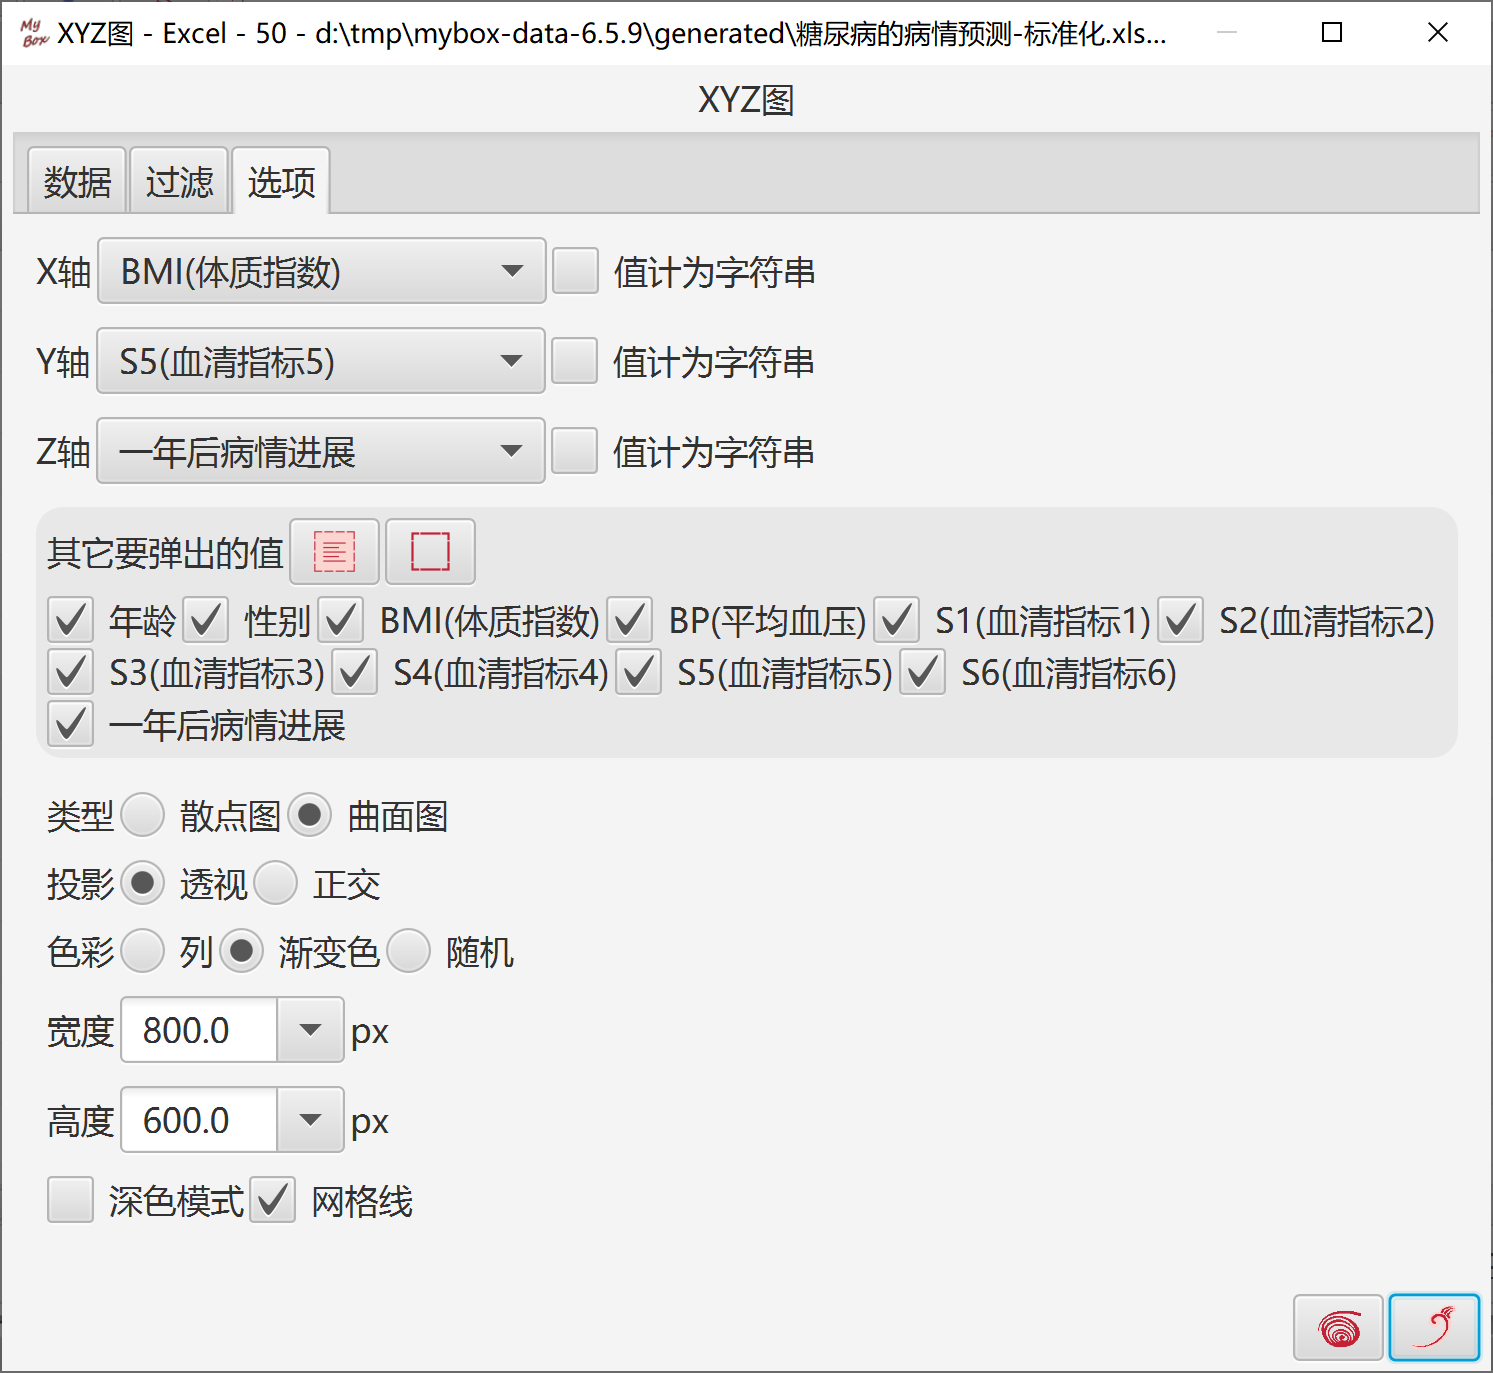 My Box XYZ图 - Excel - 50 - d:\tmp\mybox-data-6.5.9\generated\糖尿病的病情预测-标准化.xls...
XYZ图
数据 过滤 选项
X轴 BMI(体质指数) 值计为字符串
Y轴 S5(血清指标5) 值计为字符串
Z轴 一年后病情进展 值计为字符串
其它要弹出的值
年龄 性别 BMI(体质指数) BP(平均血压) S1(血清指标1) S2(血清指标2)
S3(血清指标3) S4(血清指标4) S5(血清指标5) S6(血清指标6)
一年后病情进展
类型 散点图 曲面图
投影 透视 正交
色彩 列 渐变色 随机
宽度 800.0 px
高度 600.0 px
深色模式 网格线